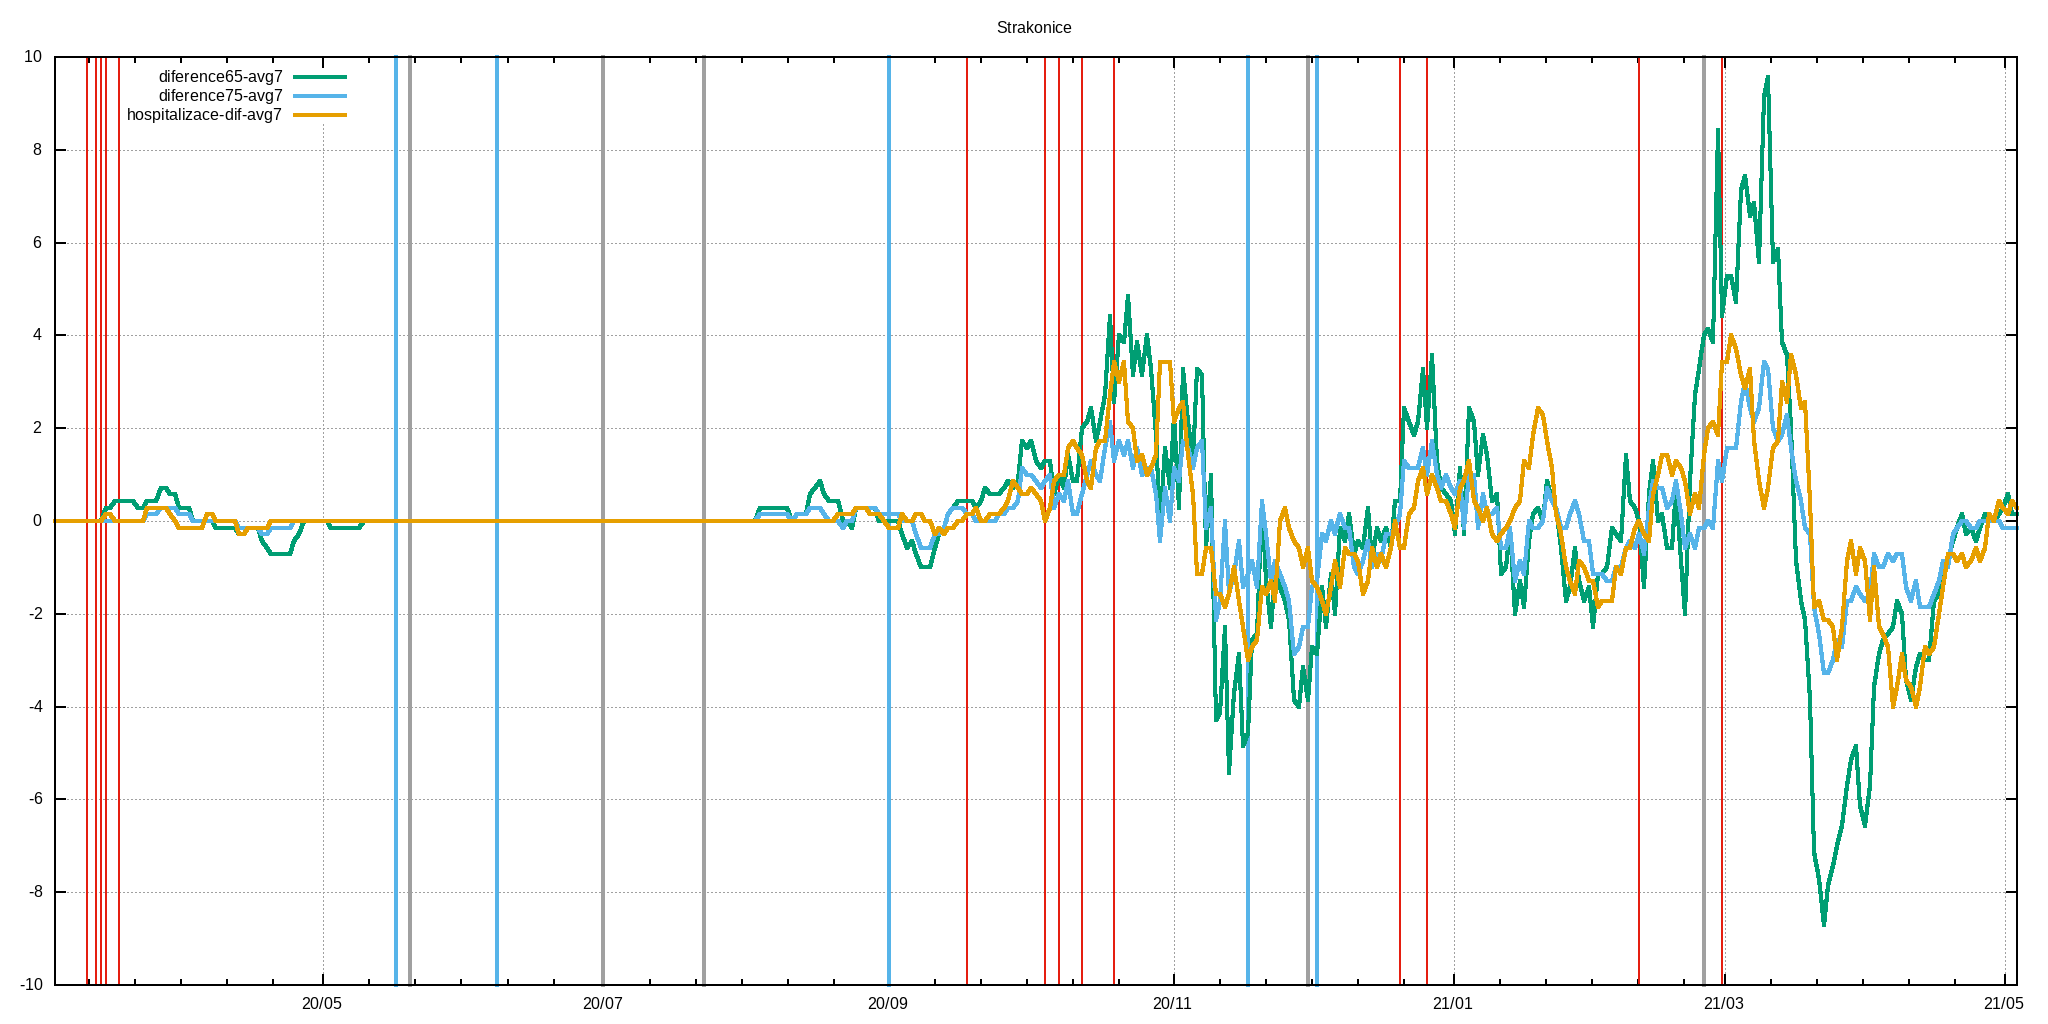 Strakonice
diference65-avg7
diference75-avg7
hospitalizace-dif-avg7
10
8
6
4
2
0
-2
-4
-6
-8
-10
20/05 20/07 20/09 20/11 21/01 21/03 21/05